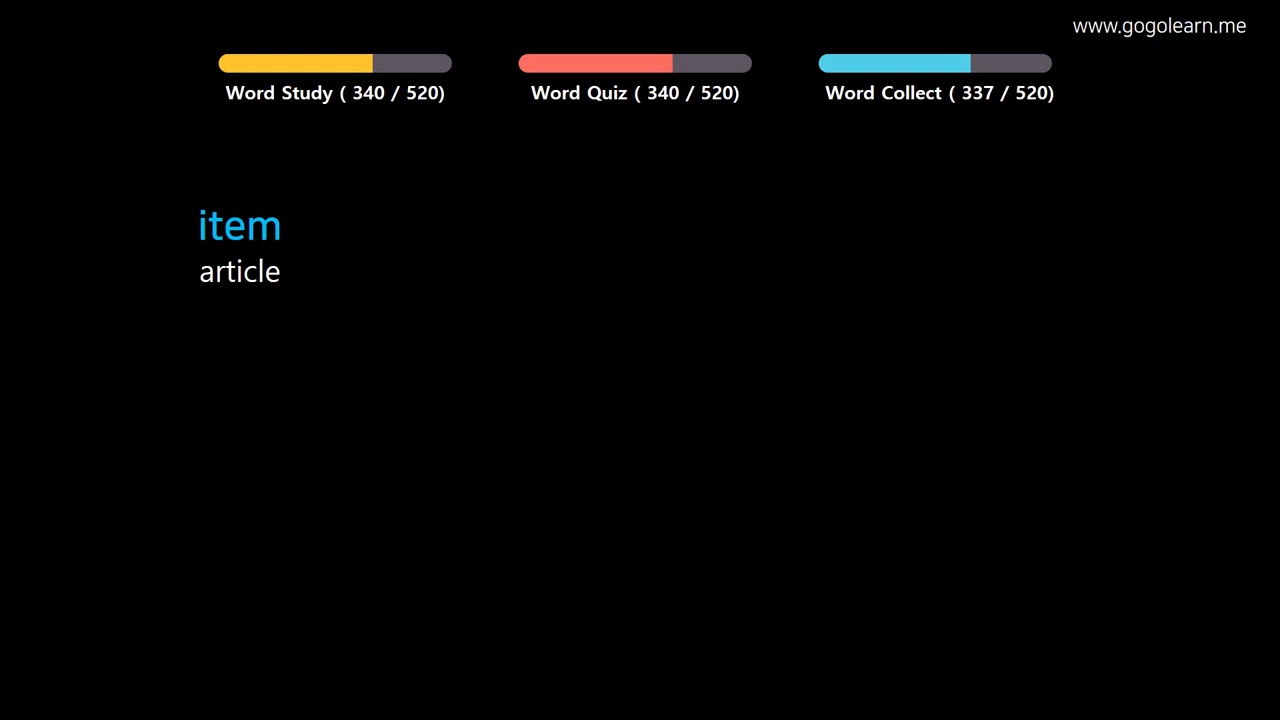 www.gogolearn.me
Word Study ( 340 / 520)
Word Quiz ( 340 / 520)
Word Collect ( 337 / 520)
item
article